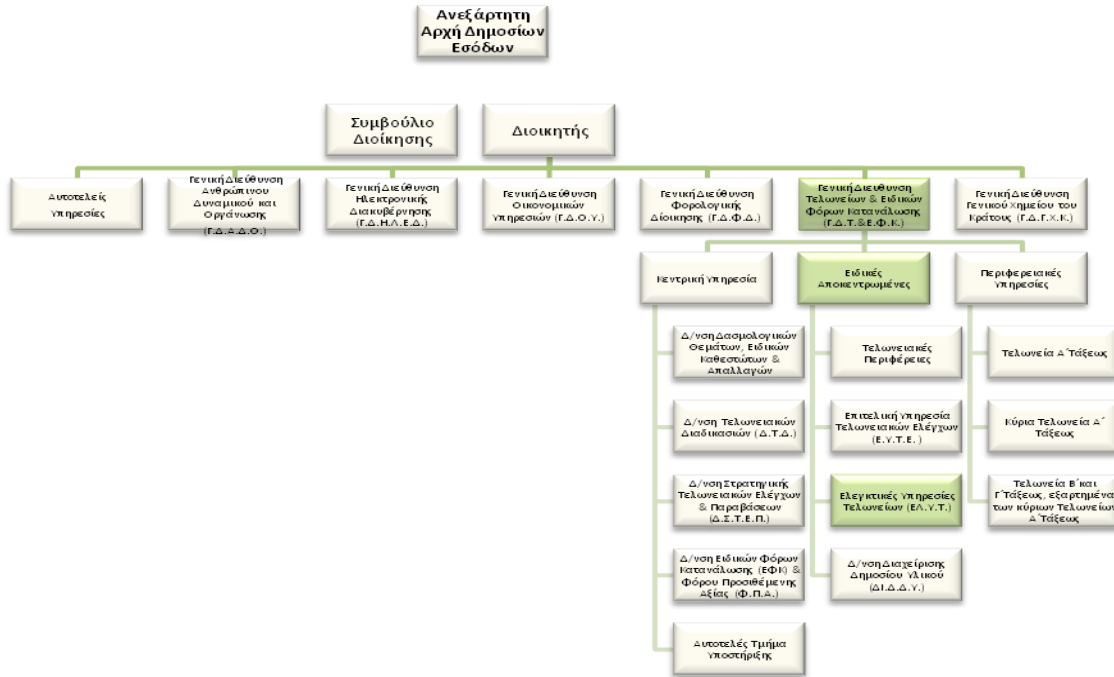 Ανεξάρτητη
Αρχή Δημοσίων
Εσόδων
Συμβούλιο
Διοίκησης
Διοικητής
Αυτοτελείς
Υπηρεσίες
Γενική Διεύθυνση
Ανθρώπινου
Δυναμικού και
Οργάνωσης
(Γ.Δ.Α.Δ.Ο.)
Γενική Διεύθυνση
Ηλεκτρονικής
Διακυβέρνησης
(Γ.Δ.Η.Λ.Ε.Δ.)
Γενική Διεύθυνση
Οικονομικών
Υπηρεσιών (Γ.Δ.Ο.Υ.)
Γενική Διεύθυνση
Φορολογικής
Διοίκησης (Γ.Δ.Φ.Δ.)
Γενική Διεύθυνση
Τελωνείων & Ειδικών
Φόρων Κατανάλωσης
(Γ.Δ.Τ.&Ε.Φ.Κ.)
Γενική Διεύθυνση
Γενικού Χημείου του
Κράτους (Γ.Δ.Γ.Χ.Κ.)
Κεντρική Υπηρεσία
Ειδικές
Αποκεντρωμένες
Περιφερειακές
Υπηρεσίες
Δ/νση Δασμολογικών
Θεμάτων, Ειδικών
Καθεστώτων &
Απαλλαγών
Δ/νση Τελωνειακών
Διαδικασιών (Δ.Τ.Δ.)
Δ/νση Στρατηγικής
Τελωνειακών Ελέγχων
& Παραβάσεων
(Δ.Σ.Τ.Ε.Π.)
Δ/νση Ειδικών Φόρων
Κατανάλωσης (ΕΦΚ) &
Φόρου Προσιθέμενης
Αξίας (Φ.Π.Α.)
Αυτοτελές Τμήμα
Υποστήριξης
Τελωνειακές
Περιφέρειες
Επιτελική Υπηρεσία
Τελωνειακών Ελέγχων
(Ε.Υ.Τ.Ε. )
Ελεγκτικές Υπηρεσίες
Τελωνείων (ΕΛ.Υ.Τ.)
Δ/νση Διαχείρισης
Δημοσίου Υλικού
(ΔΙ.Δ.Δ.Υ.)
Τελωνεία Α΄Τάξεως
Κύρια Τελωνεία Α΄
Τάξεως
Τελωνεία Β΄ και
Γ΄Τάξεως, εξαρτημένα
των κύριων Τελωνείων
Α΄Τάξεως